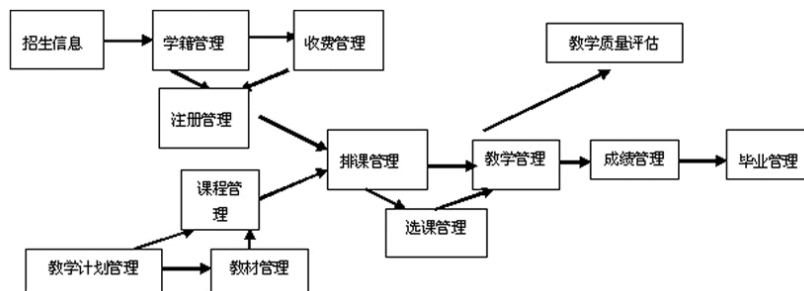 招生信息
学籍管理
收费管理
教学质量评估
注册管理
排课管理
教学管理
成绩管理
毕业管理
课程管
理
选课管理
教学计划管理
教材管理